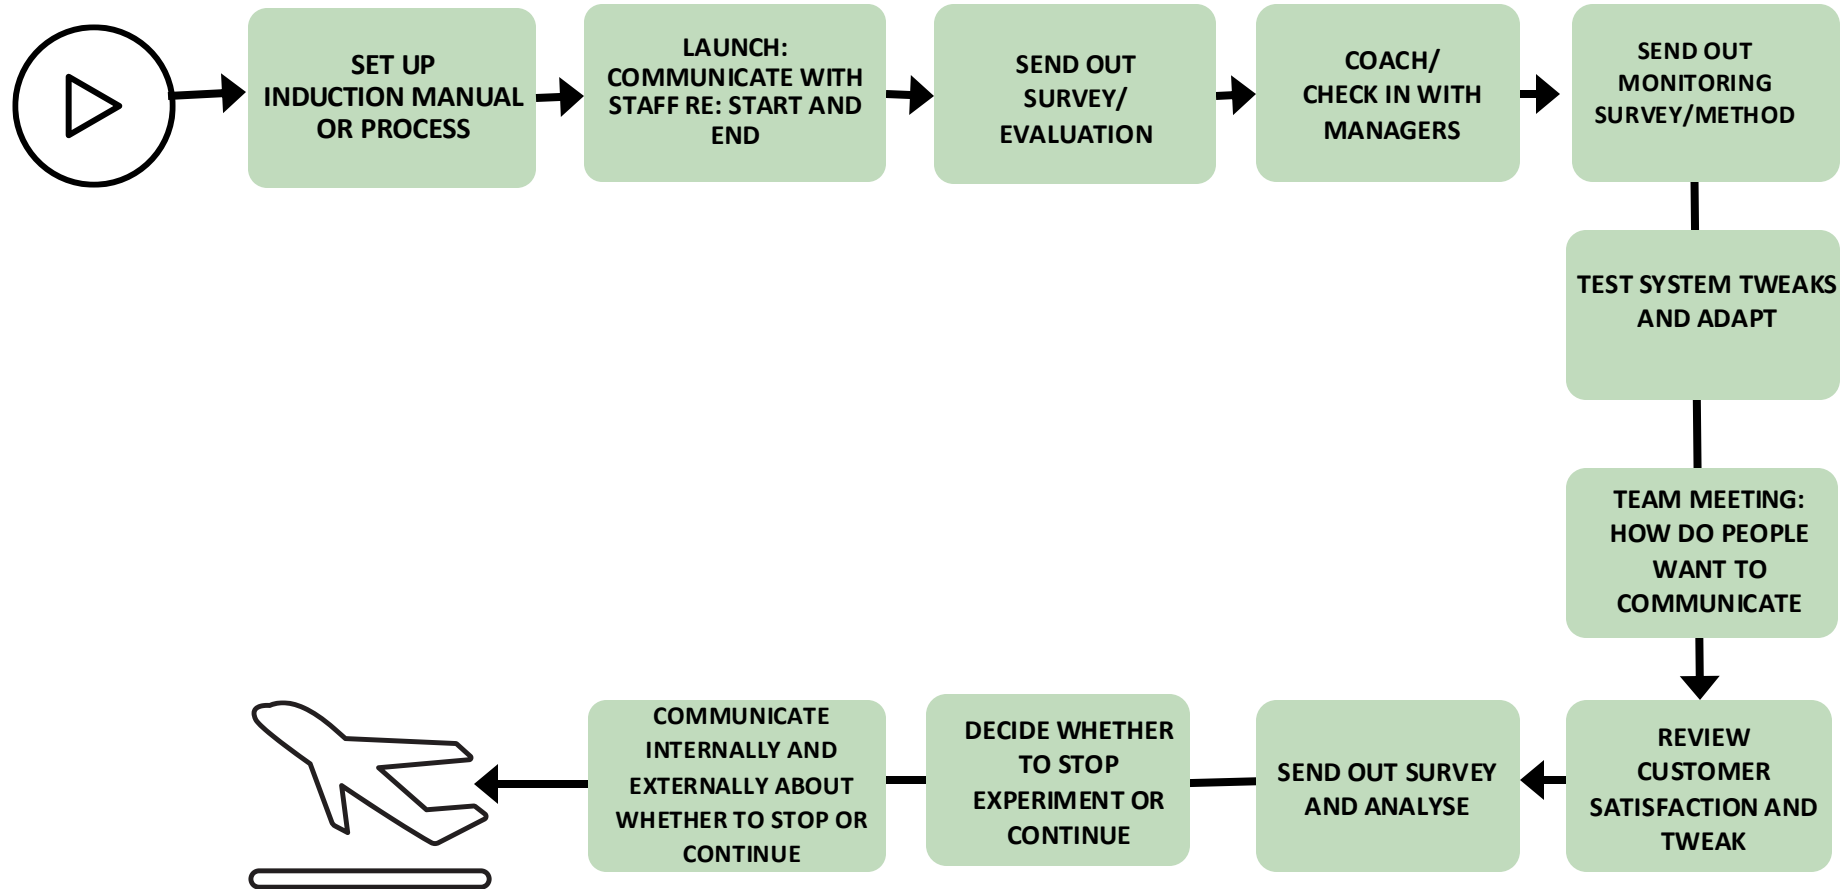 SET UP
INDUCTION MANUAL
OR PROCESS
LAUNCH:
COMMUNICATE WITH
STAFF RE: START AND
END
SEND OUT
SURVEY/
EVALUATION
COACH/
CHECK IN WITH
MANAGERS
SEND OUT
MONITORING
SURVEY/METHOD
TEST SYSTEM TWEAKS
AND ADAPT
TEAM MEETING:
HOW DO PEOPLE
WANT TO
COMMUNICATE
REVIEW
CUSTOMER
SATISFACTION AND
TWEAK
SEND OUT SURVEY
AND ANALYSE
DECIDE WHETHER
TO STOP
EXPERIMENT OR
CONTINUE
COMMUNICATE
INTERNALLY AND
EXTERNALLY ABOUT
WHETHER TO STOP OR
CONTINUE